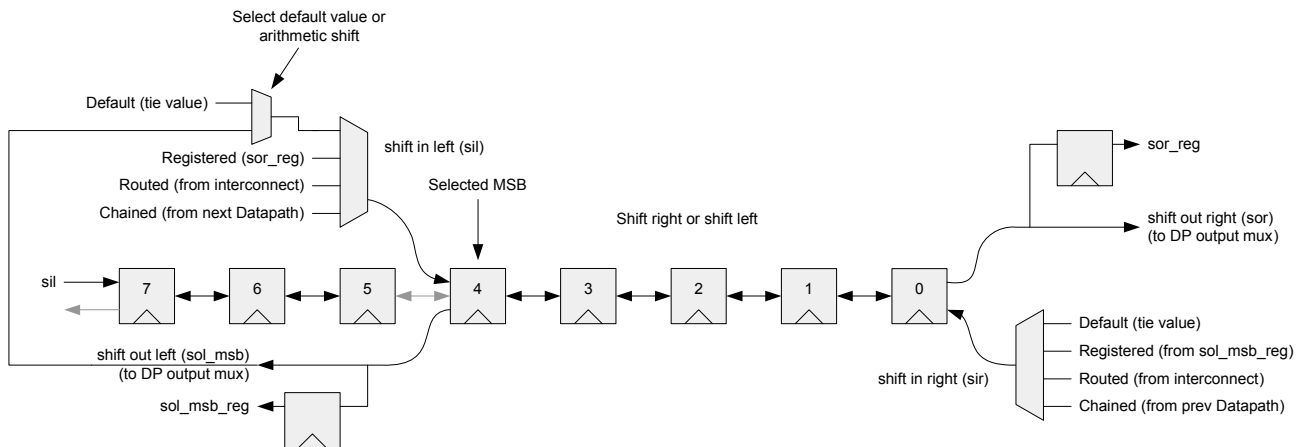 Select default value or
arithmetic shift
Default (tie value)
shift in left (sil)
Registered (sor_reg)
Routed (from interconnect)
Chained (from next Datapath)
Selected MSB
Shift right or shift left
sor_reg
shift out right (sor)
(to DP output mux)
sil
7
6
5
4
3
2
1
0
shift out left (sol_msb)
(to DP output mux)
sol_msb_reg
shift in right (sir)
Default (tie value)
Registered (from sol_msb_reg)
Routed (from interconnect)
Chained (from prev Datapath)